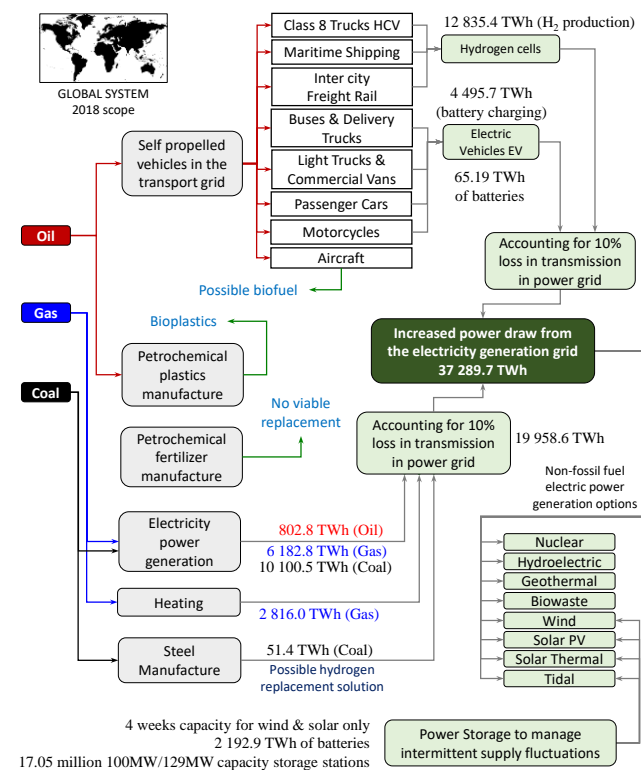 GLOBAL SYSTEM
2018 scope
Class 8 Trucks HCV
Maritime Shipping
Inter city
Freight Rail
Buses & Delivery
Trucks
Light Trucks &
Commercial Vans
Passenger Cars
Motorcycles
Aircraft
12 835.4 TWh (H₂ production)
Hydrogen cells
4 495.7 TWh
(battery charging)
Electric
Vehicles EV
65.19 TWh
of batteries
Self propelled
vehicles in the
transport grid
Oil
Gas
Coal
Possible biofuel
Bioplastics
Accounting for 10%
loss in transmission
in power grid
Increased power draw from
the electricity generation grid
37 289.7 TWh
Petrochemical
plastics
manufacture
No viable
replacement
Petrochemical
fertilizer
manufacture
Accounting for 10%
loss in transmission
in power grid
19 958.6 TWh
Non-fossil fuel
electric power
generation options
Electricity
power
generation
802.8 TWh (Oil)
6 182.8 TWh (Gas)
10 100.5 TWh (Coal)
Heating
2 816.0 TWh (Gas)
Steel
Manufacture
51.4 TWh (Coal)
Possible hydrogen
replacement solution
Nuclear
Hydroelectric
Geothermal
Biowaste
Wind
Solar PV
Solar Thermal
Tidal
4 weeks capacity for wind & solar only
2 192.9 TWh of batteries
17.05 million 100MW/129MW capacity storage stations
Power Storage to manage
intermittent supply fluctuations